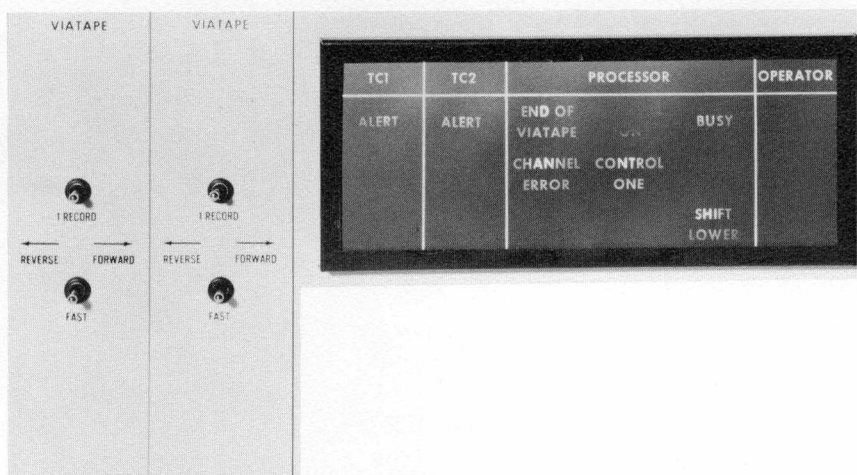 VIATAPE
1 RECORD
REVERSE FORWARD
FAST
VIATAPE
1 RECORD
REVERSE FORWARD
FAST
TC1 TC2 PROCESSOR OPERATOR
ALERT ALERT END OF VIATAPE ON BUSY
CHANNEL ERROR CONTROL ONE
SHIFT
LOWER